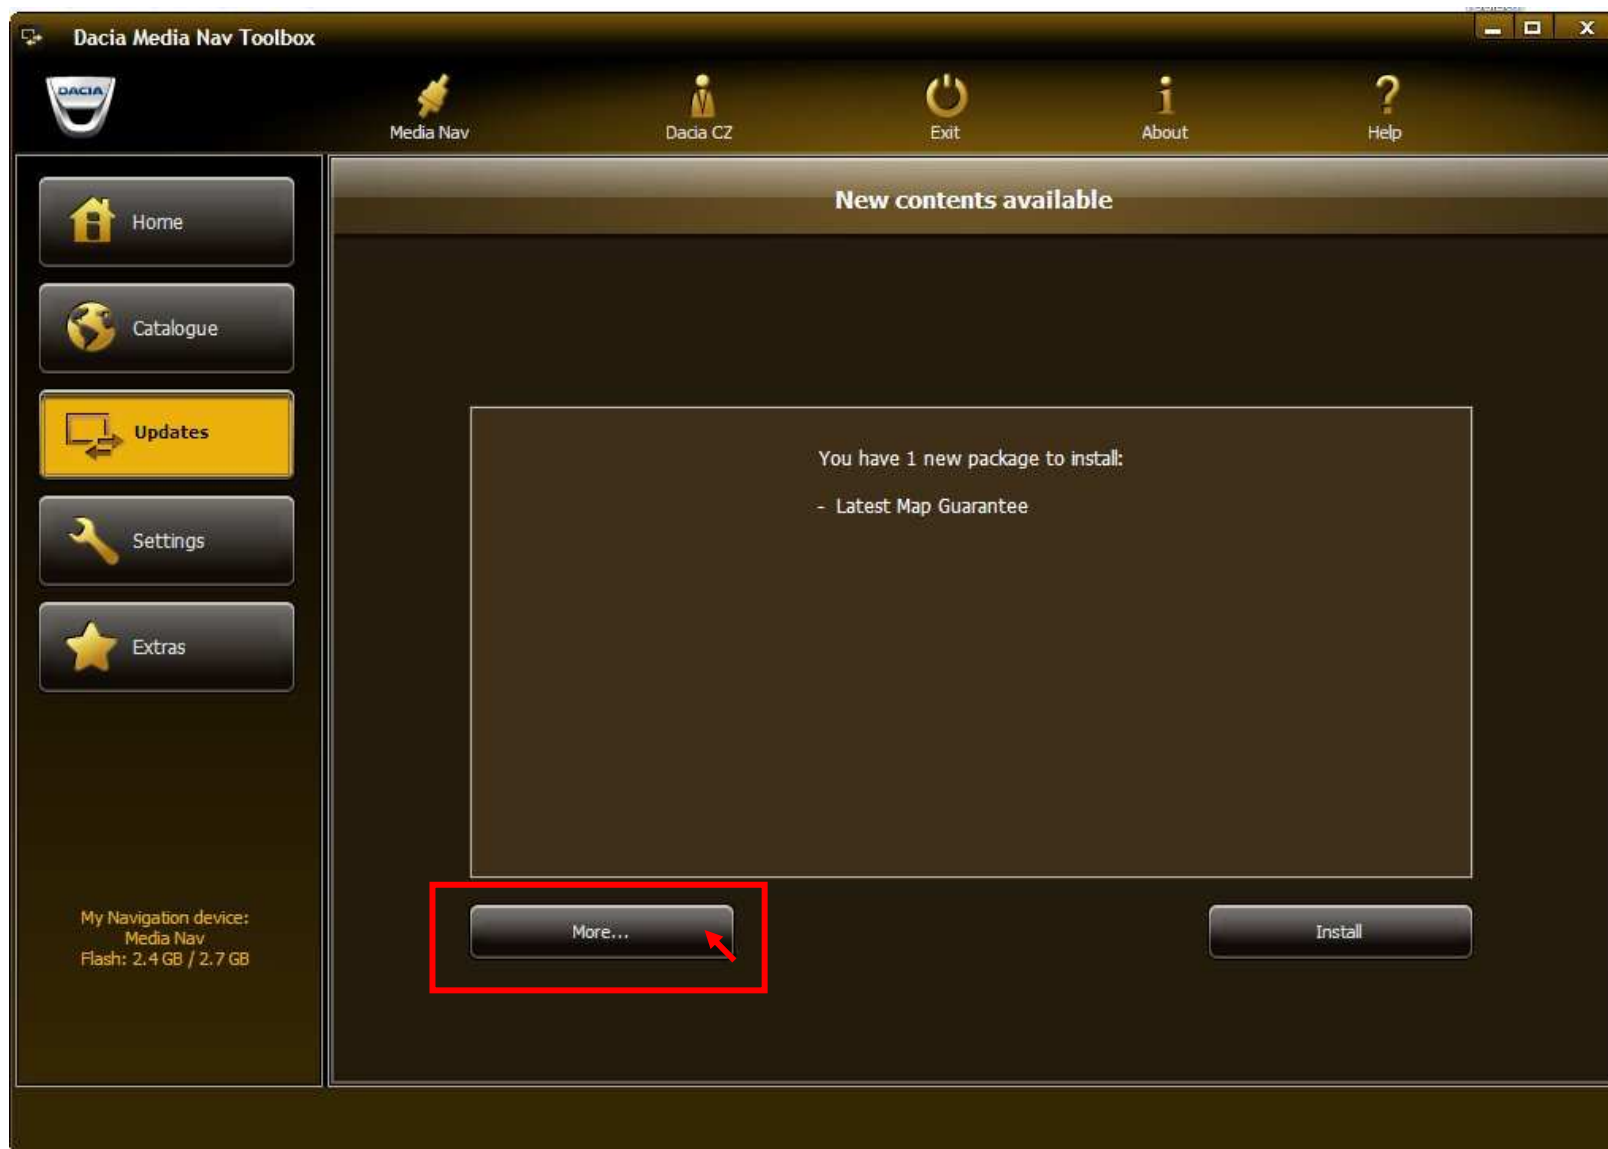 Dacia Media Nav Toolbox
X
DACIA
Media Nav
Dacia CZ
Exit
About
Help
Home
Catalogue
Updates
Settings
Extras
My Navigation device:
Media Nav
Flash: 2.4 GB / 2.7 GB
New contents available
You have 1 new package to install:
- Latest Map Guarantee
More...
Install